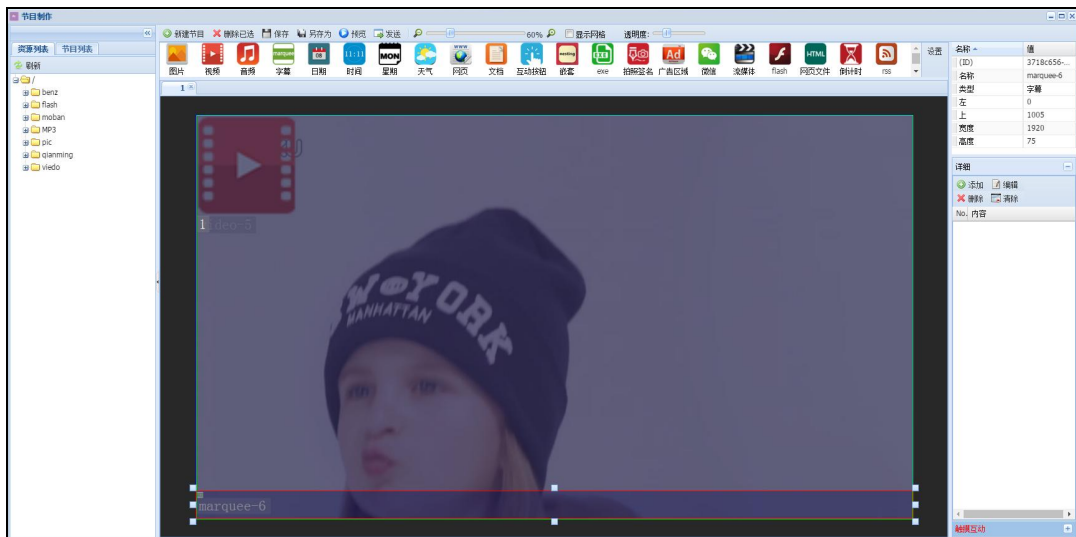 节目制作
新建节目 删除已选 保存 另存为 预览 发送 60% 显示网格 透明度:
资源列表 节目列表
刷新
/
benz
flash
moban
MP3
pic
qianming
viedo
marquee 08 11:11 MON www nesting exe Ad HTML
图片 视频 音频 字幕 日期 时间 星期 天气 网页 文档 互动按钮 嵌套 exe 拍照签名 广告区域 微信 流媒体 flash 网页文件 倒计时 rss
设置
1
1 deo-5
W YORK
MANHATTAN
marquee-6
名称 值
(ID) 3718c656-...
名称 marquee-6
类型 字幕
左 0
上 1005
宽度 1920
高度 75
详细
添加 编辑
删除 清除
No. 内容
触摸互动